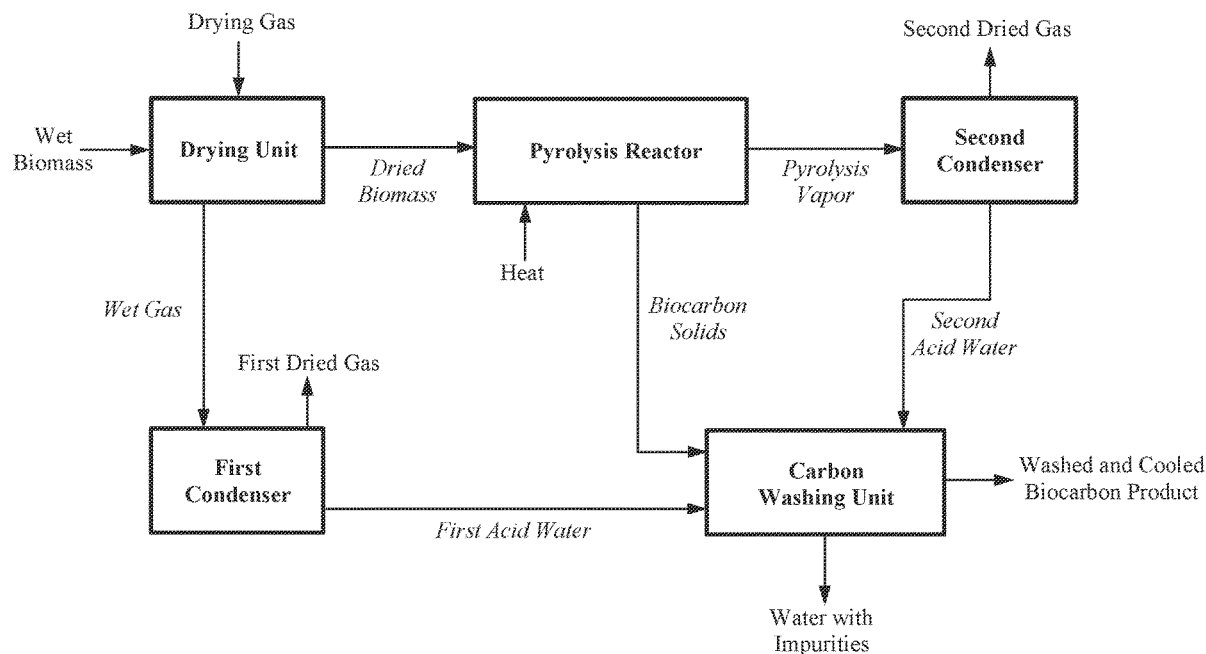 Drying Gas
Second Dried Gas
Wet
Biomass
Drying Unit
Dried
Biomass
Pyrolysis Reactor
Pyrolysis
Vapor
Second
Condenser
Heat
Wet Gas
Biocarbon
Solids
Second
Acid Water
First Dried Gas
First
Condenser
First Acid Water
Carbon
Washing Unit
Washed and Cooled
Biocarbon Product
Water with
Impurities